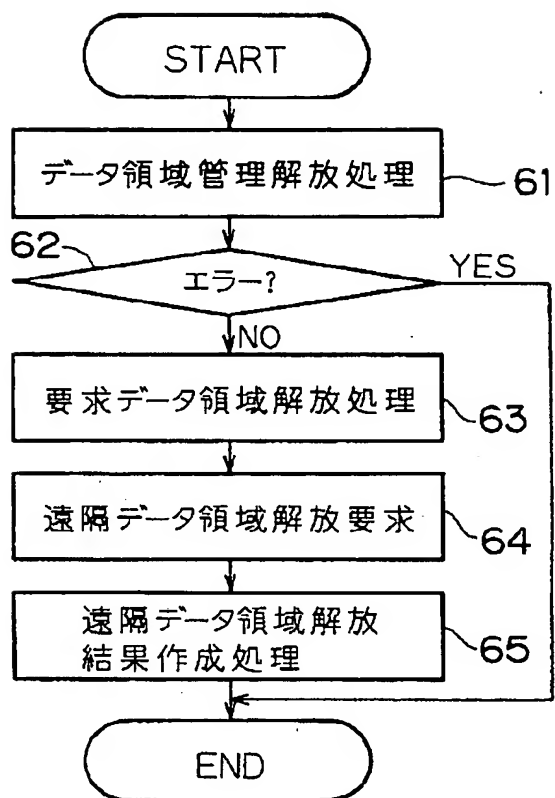 START
データ領域管理解放処理
61
62
エラー?
YES
NO
要求データ領域解放処理
63
遠隔データ領域解放要求
64
遠隔データ領域解放
結果作成処理
65
END